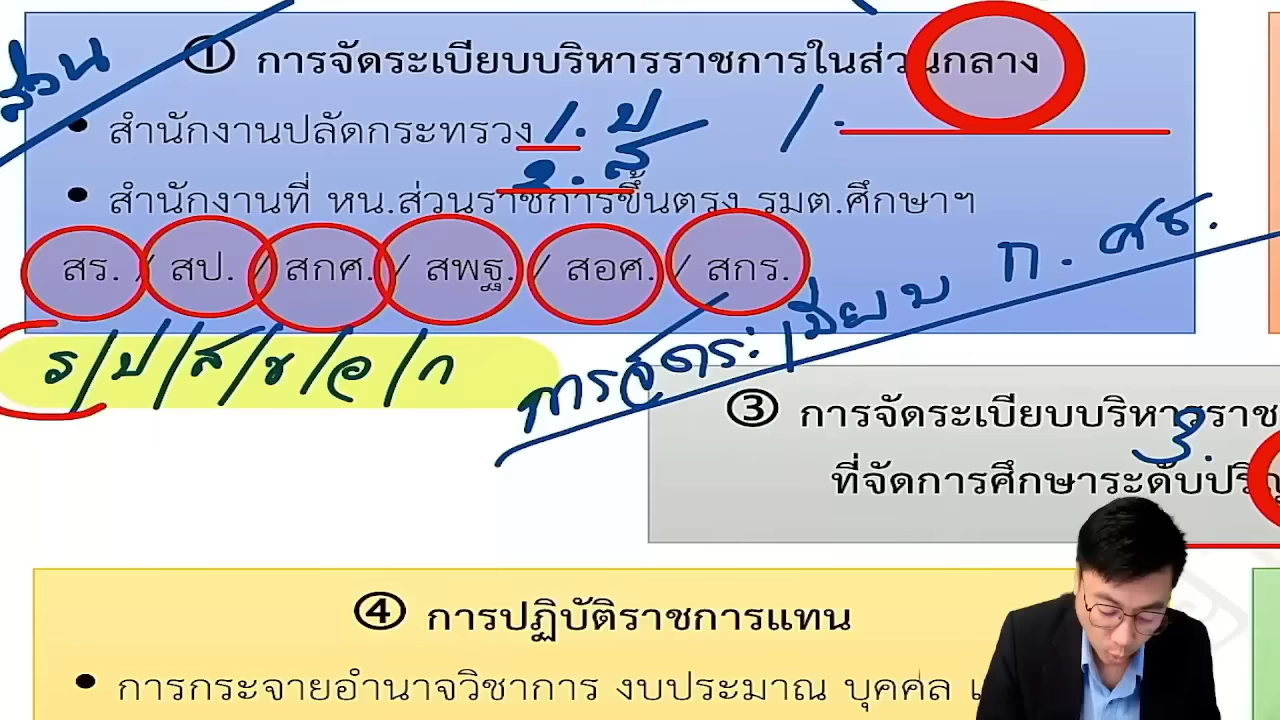 ส่วน
① การจัดระเบียบบริหารราชการในส่วนกลาง
• สำนักงานปลัดกระทรวง 1. ป /.
2. ส
• สำนักงานที่ หน.ส่วนราชการขึ้นตรง รมต.ศึกษาฯ
สร. / สป. / สกศ. / สพฐ. / สอศ. / สกร.
ร/ป/ส/ช/อ/ก
การจัดระเบียบ ก. ศธ.
③ การจัดระเบียบบริหารราช
3.
ที่จัดการศึกษาระดับปริญ
④ การปฏิบัติราชการแทน
• การกระจายอำนาจวิชาการ งบประมาณ บุคคล